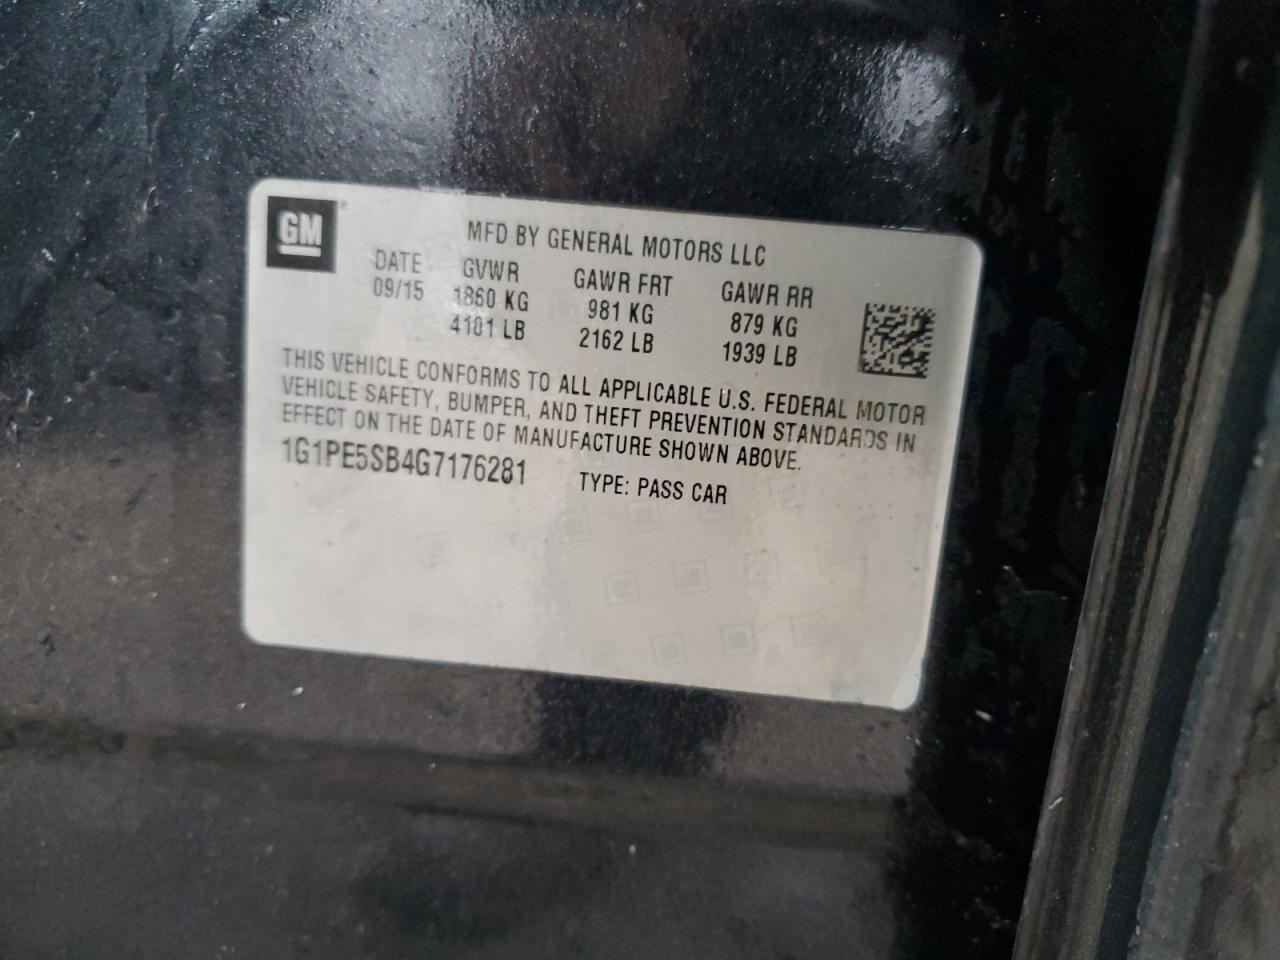 GM
MFD BY GENERAL MOTORS LLC
DATE GVWR GAWR FRT GAWR RR
09/15 1860 KG 981 KG 879 KG
4101 LB 2162 LB 1939 LB
THIS VEHICLE CONFORMS TO ALL APPLICABLE U.S. FEDERAL MOTOR
VEHICLE SAFETY, BUMPER, AND THEFT PREVENTION STANDARDS IN
EFFECT ON THE DATE OF MANUFACTURE SHOWN ABOVE.
1G1PE5SB4G7176281 TYPE: PASS CAR